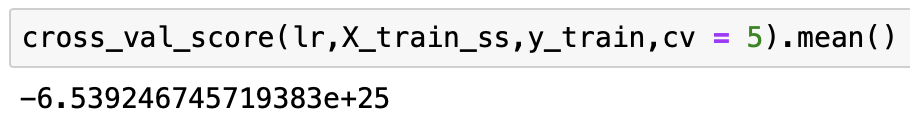 cross_val_score(lr,X_train_ss,y_train,cv = 5).mean()
-6.539246745719383e+25